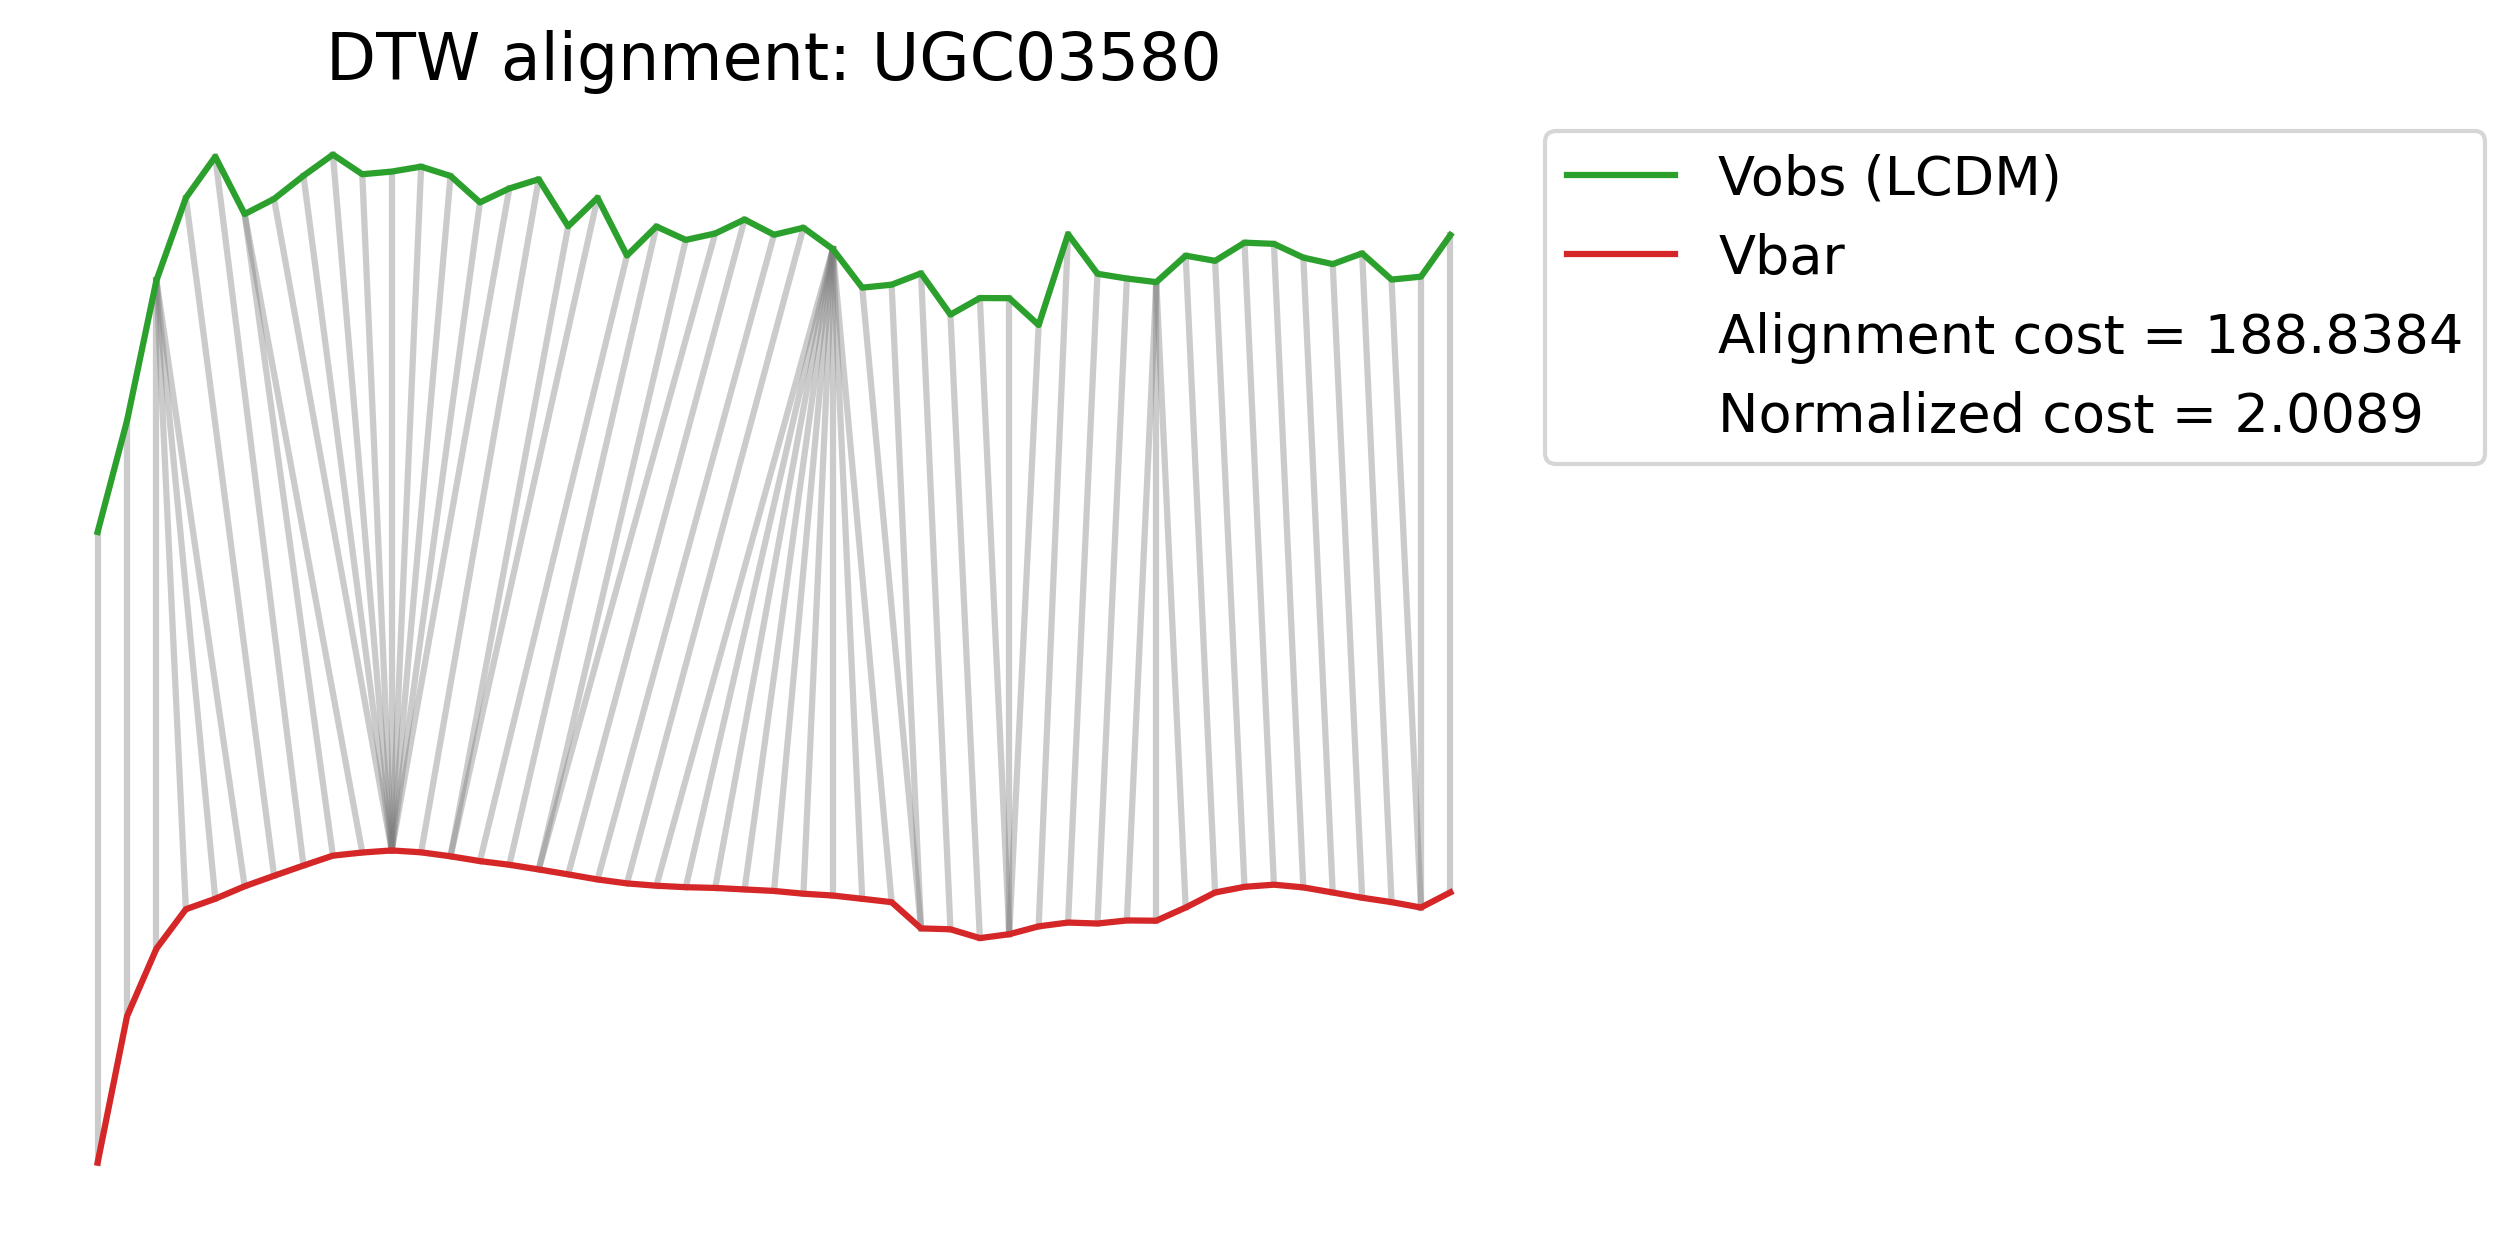 DTW alignment: UGC03580
Vobs (LCDM)
Vbar
Alignment cost = 188.8384
Normalized cost = 2.0089